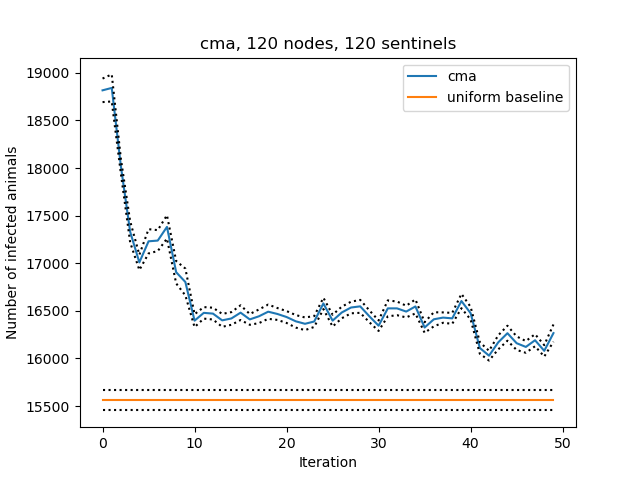 cma, 120 nodes, 120 sentinels
cma
uniform baseline
Number of infected animals
19000
18500
18000
17500
17000
16500
16000
15500
0 10 20 30 40 50
Iteration